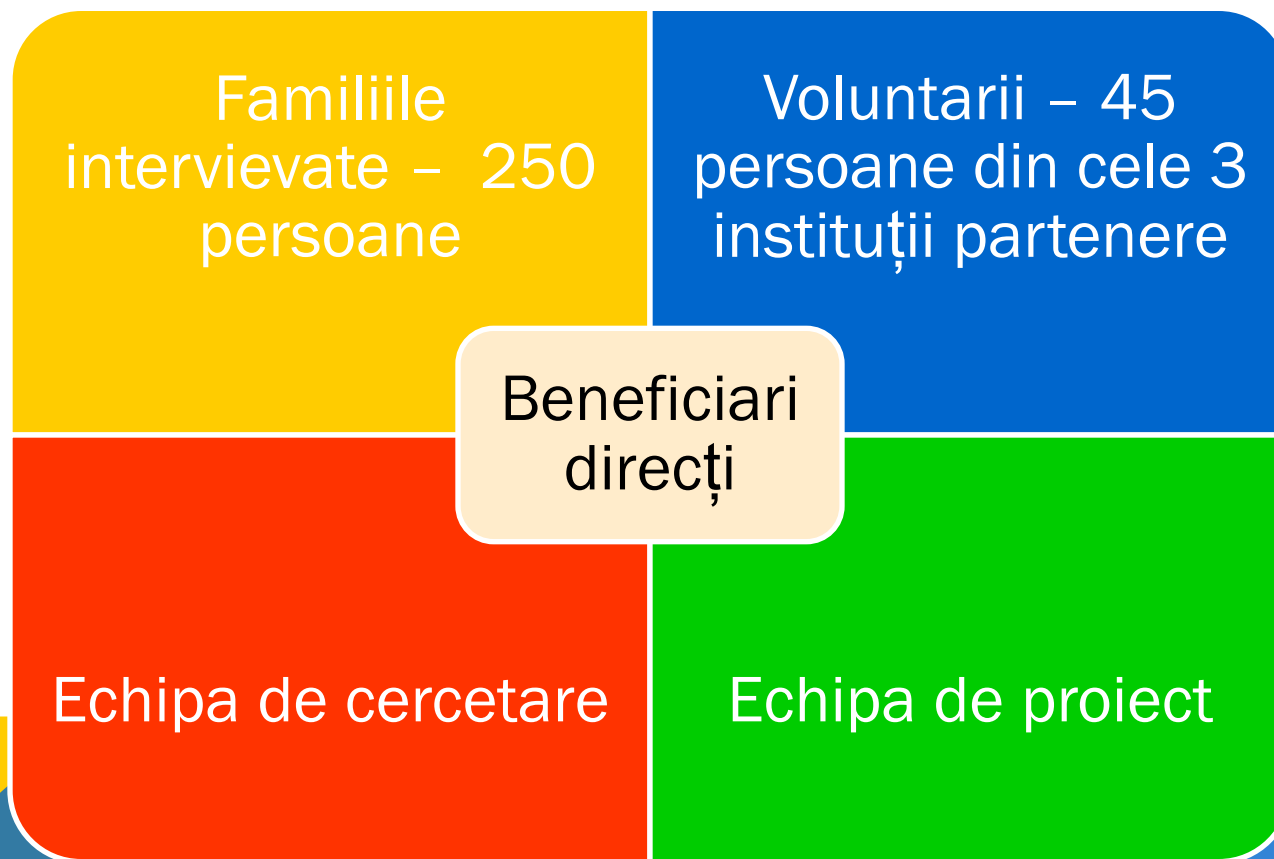 Familiile
intervievate –  250
persoane
Voluntarii – 45
persoane din cele 3
instituții partenere
Beneficiari
direcți
Echipa de cercetare
Echipa de proiect